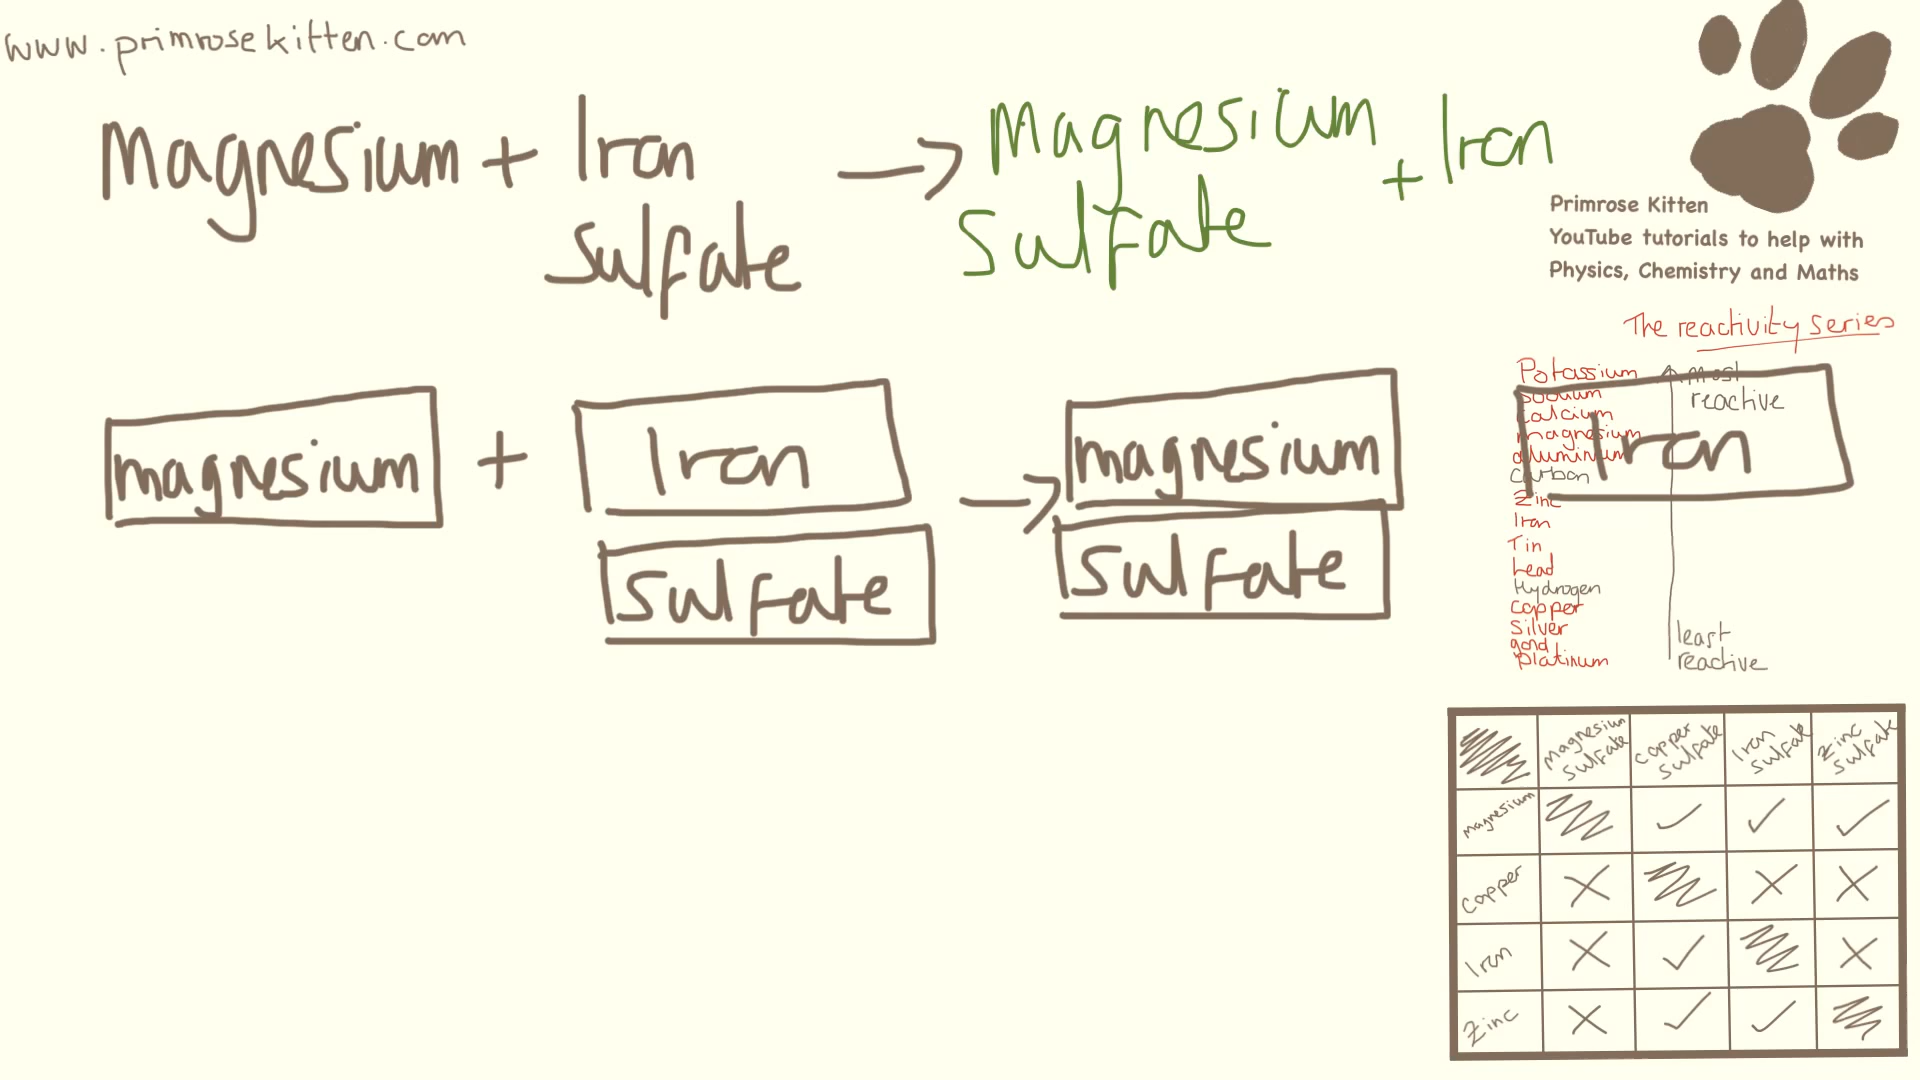 www.primrosekitten.com
Magnesium + Iron sulfate → Magnesium sulfate + Iron
Primrose Kitten
YouTube tutorials to help with
Physics, Chemistry and Maths
magnesium + Iron sulfate → magnesium sulfate Iron
The reactivity series
Potassium
sodium
calcium
magnesium
aluminium
carbon
Zinc
Iron
Tin
Lead
Hydrogen
copper
silver
gold
platinum
most
reactive
least
reactive
magnesium sulfate copper sulfate Iron sulfate zinc sulfate
magnesium ✓ ✓ ✓
copper X X X
Iron X ✓ X
zinc X ✓ ✓